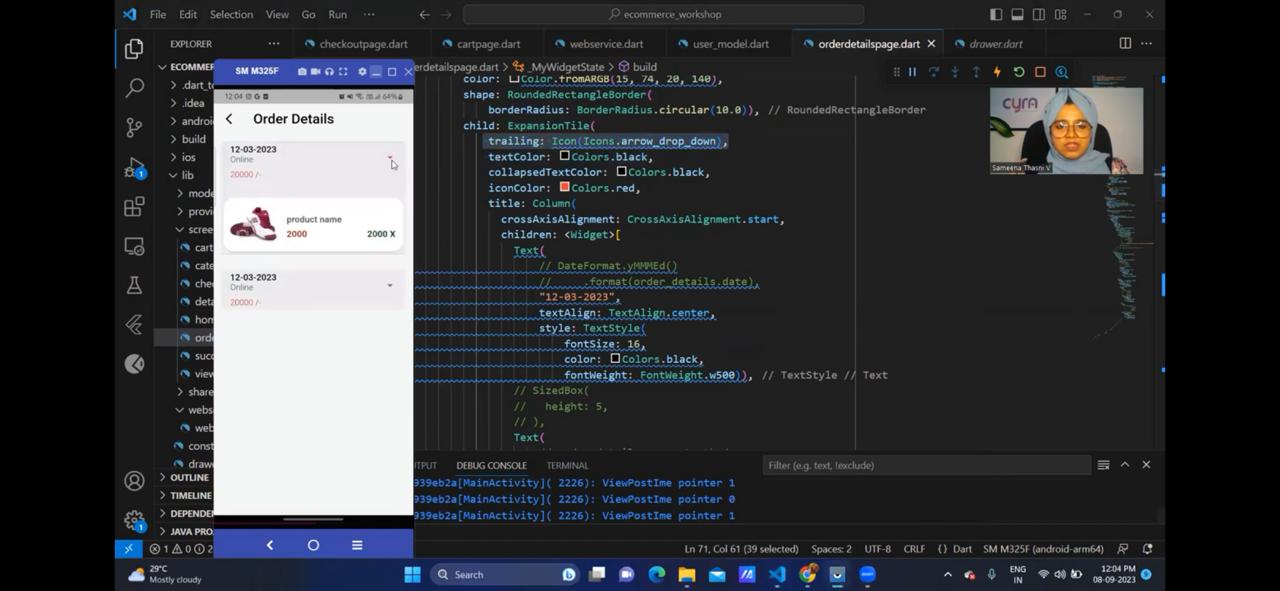 File Edit Selection View Go Run ··· ecommerce_workshop
EXPLORER ··· checkoutpage.dart cartpage.dart webservice.dart user_model.dart orderdetailspage.dart drawer.dart
ECOMM
lerdetailspage.dart > _MyWidgetState > build
.dart_to
.idea
android
build
ios
lib
mode
provi
scree
cart
cate
che
deta
hom
orde
succ
view
share
webse
web
const
drawe
OUTLINE
TIMELINE
DEPENDE
JAVA PRO
SM M325F
12:04 64%
Order Details
12-03-2023
Online
20000 /-
product name
2000 2000 X
12-03-2023
Online
20000 /-
color: Color.fromARGB(15, 74, 20, 140),
shape: RoundedRectangleBorder(
borderRadius: BorderRadius.circular(10.0)), // RoundedRectangleBorder
child: ExpansionTile(
trailing: Icon(Icons.arrow_drop_down),
textColor: Colors.black,
collapsedTextColor: Colors.black,
iconColor: Colors.red,
title: Column(
crossAxisAlignment: CrossAxisAlignment.start,
children: <Widget>[
Text(
// DateFormat.yMMMEd()
// .format(order_details.date),
"12-03-2023",
textAlign: TextAlign.center,
style: TextStyle(
fontSize: 16,
color: Colors.black,
fontWeight: FontWeight.w500)), // TextStyle // Text
// SizedBox(
// height: 5,
// ),
Text(
cyra
Sameena Thasni V
UTPUT DEBUG CONSOLE TERMINAL Filter (e.g. text, !exclude)
939eb2a[MainActivity]( 2226): ViewPostIme pointer 1
939eb2a[MainActivity]( 2226): ViewPostIme pointer 0
939eb2a[MainActivity]( 2226): ViewPostIme pointer 1
1 0 2 Ln 71, Col 61 (39 selected) Spaces: 2 UTF-8 CRLF {} Dart SM M325F (android-arm64)
29°C
Mostly cloudy
Search
ENG
IN
12:04 PM
08-09-2023